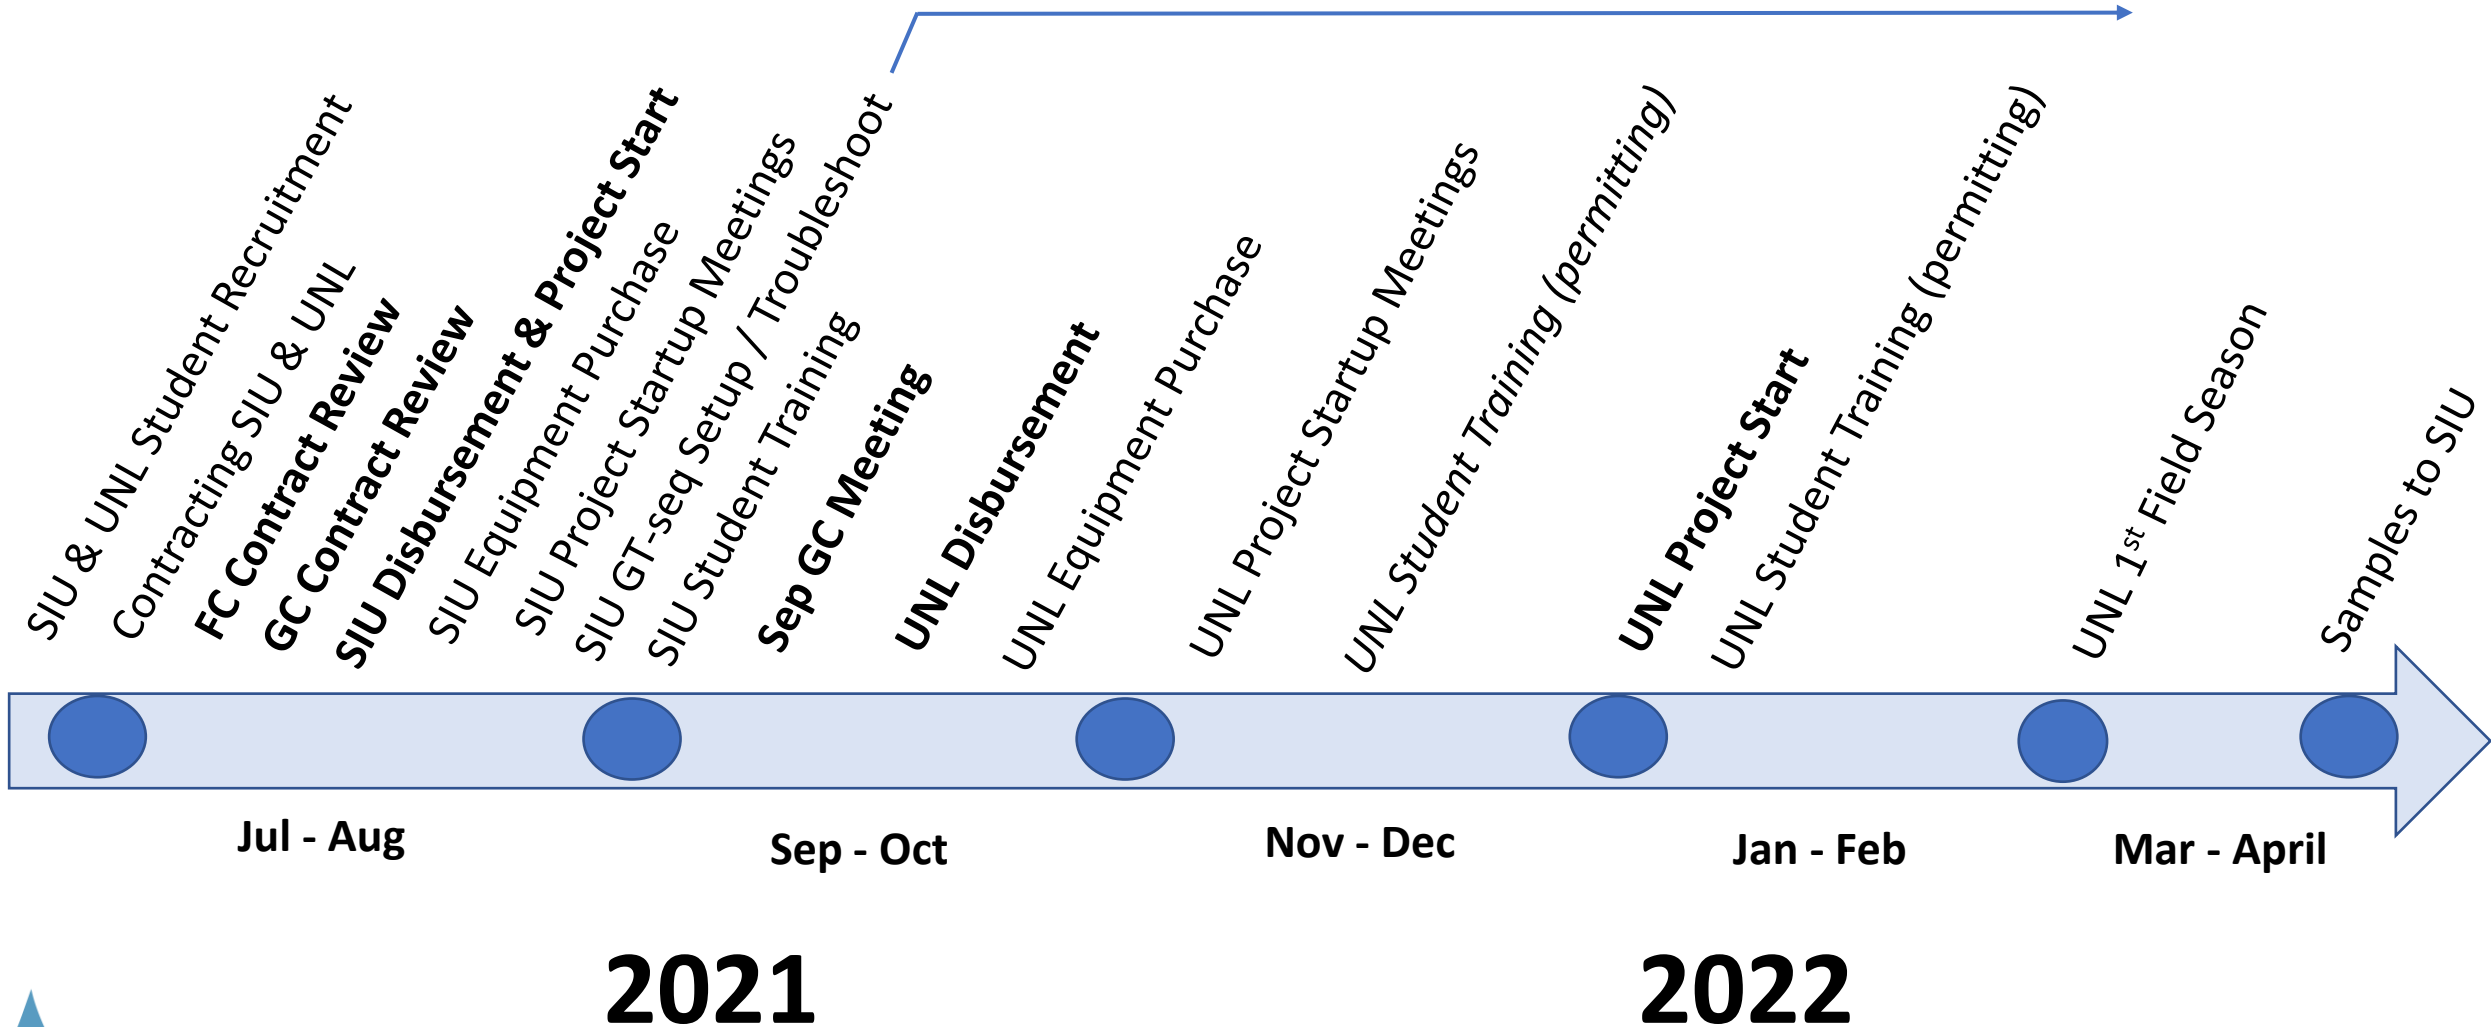 SIU & UNL Student Recruitment
Contracting SIU & UNL
FC Contract Review
GC Contract Review
SIU Disbursement & Project Start
SIU Equipment Purchase
SIU Project Startup Meetings
SIU GT-seq Setup / Troubleshoot
SIU Student Training
Sep GC Meeting
UNL Disbursement
UNL Equipment Purchase
UNL Project Startup Meetings
UNL Student Training (permitting)
UNL Project Start
UNL Student Training (permitting)
UNL 1st Field Season
Samples to SIU
Jul - Aug
Sep - Oct
Nov - Dec
Jan - Feb
Mar - April
2021
2022